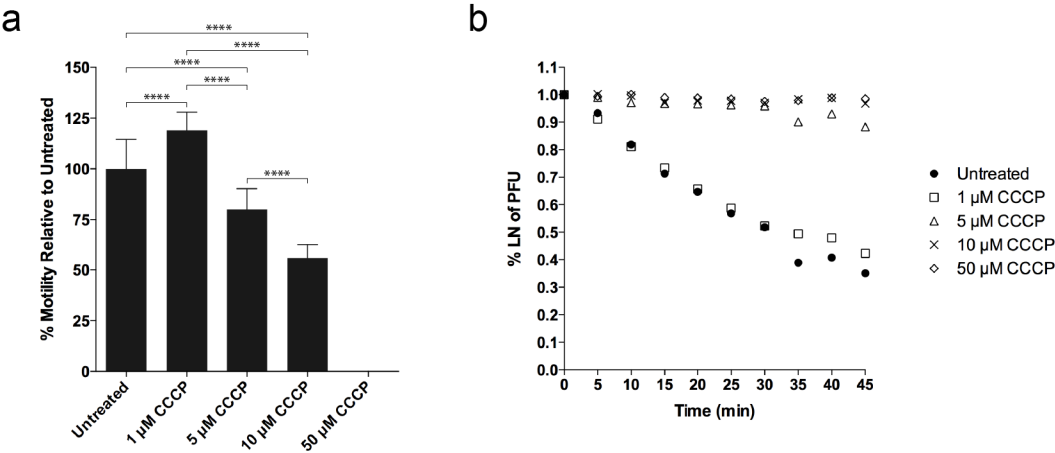 a
****
****
****
****
****
****
% Motility Relative to Untreated
150
125
100
75
50
25
0
Untreated
1 µM CCCP
5 µM CCCP
10 µM CCCP
50 µM CCCP
b
% LN of PFU
1.1
1.0
0.9
0.8
0.7
0.6
0.5
0.4
0.3
0.2
0.1
0.0
0 5 10 15 20 25 30 35 40 45
Time (min)
Untreated
1 µM CCCP
5 µM CCCP
10 µM CCCP
50 µM CCCP